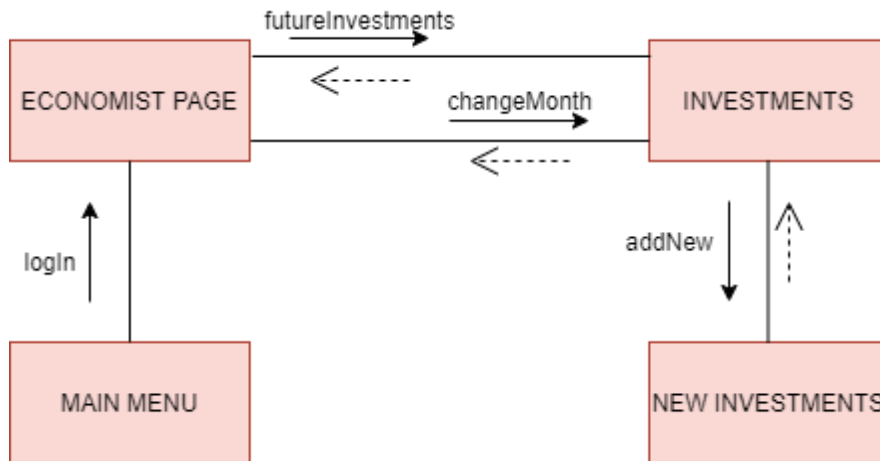 futureInvestments
ECONOMIST PAGE
changeMonth
INVESTMENTS
logIn
addNew
MAIN MENU
NEW INVESTMENTS